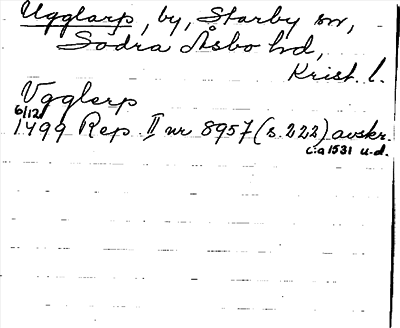 Ugglarp, by, Starby sn,
Södra Åsbo hd,
Krist. l.
Vgglerp
6/12
1499 Rep. II nr 8957 (s. 222) avskr.
ca 1531 u.d.